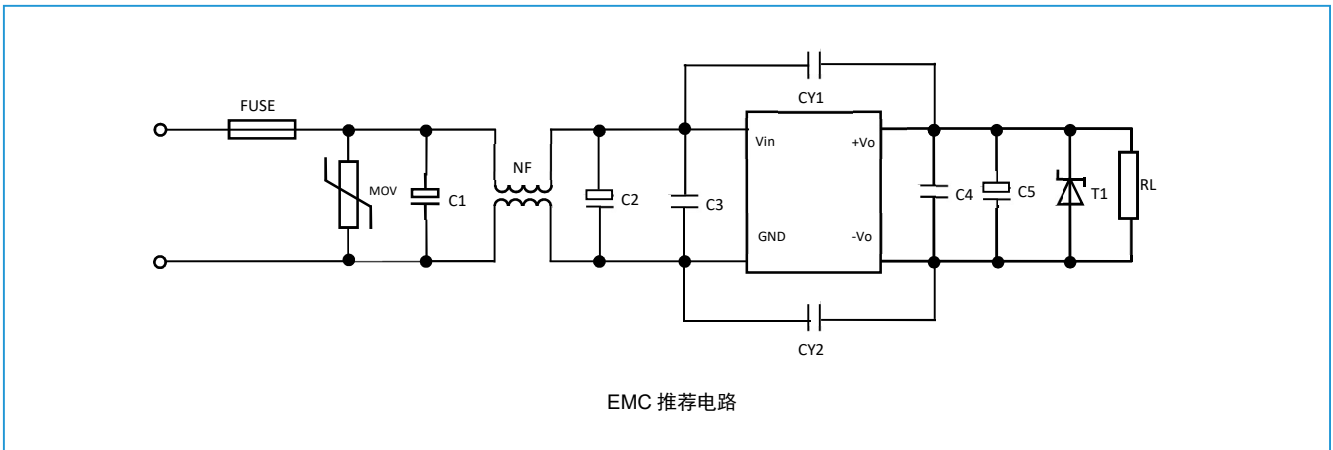 CY1
FUSE
Vin
+Vo
NF
MOV
C1
C2
C3
C4
C5
T1
RL
GND
-Vo
CY2
EMC 推荐电路